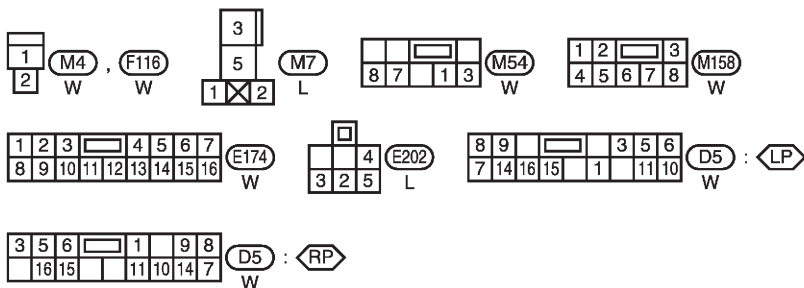 3
1 M4 , F116 5 M7 M54 1 2 3 M158
2 W W 1 2 L 8 7 1 3 W 4 5 6 7 8 W
1 2 3 4 5 6 7 E174 4 E202 8 9 3 5 6 D5 : LP
8 9 10 11 12 13 14 15 16 W 3 2 5 L 7 14 16 15 1 11 10 W
3 5 6 1 9 8 D5 : RP
16 15 11 10 14 7 W